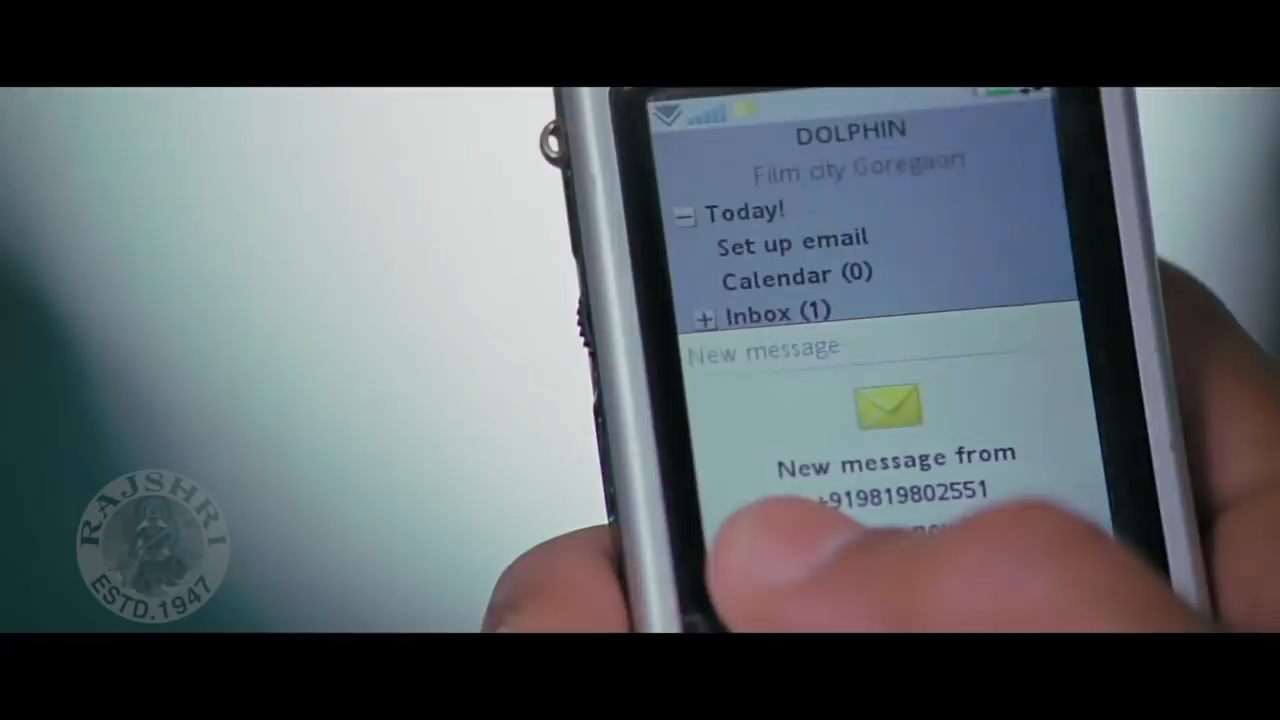 DOLPHIN
Film city Goregaon
Today!
Set up email
Calendar (0)
Inbox (1)
New message
New message from
+919819802551
RAJSHRI
ESTD.1947